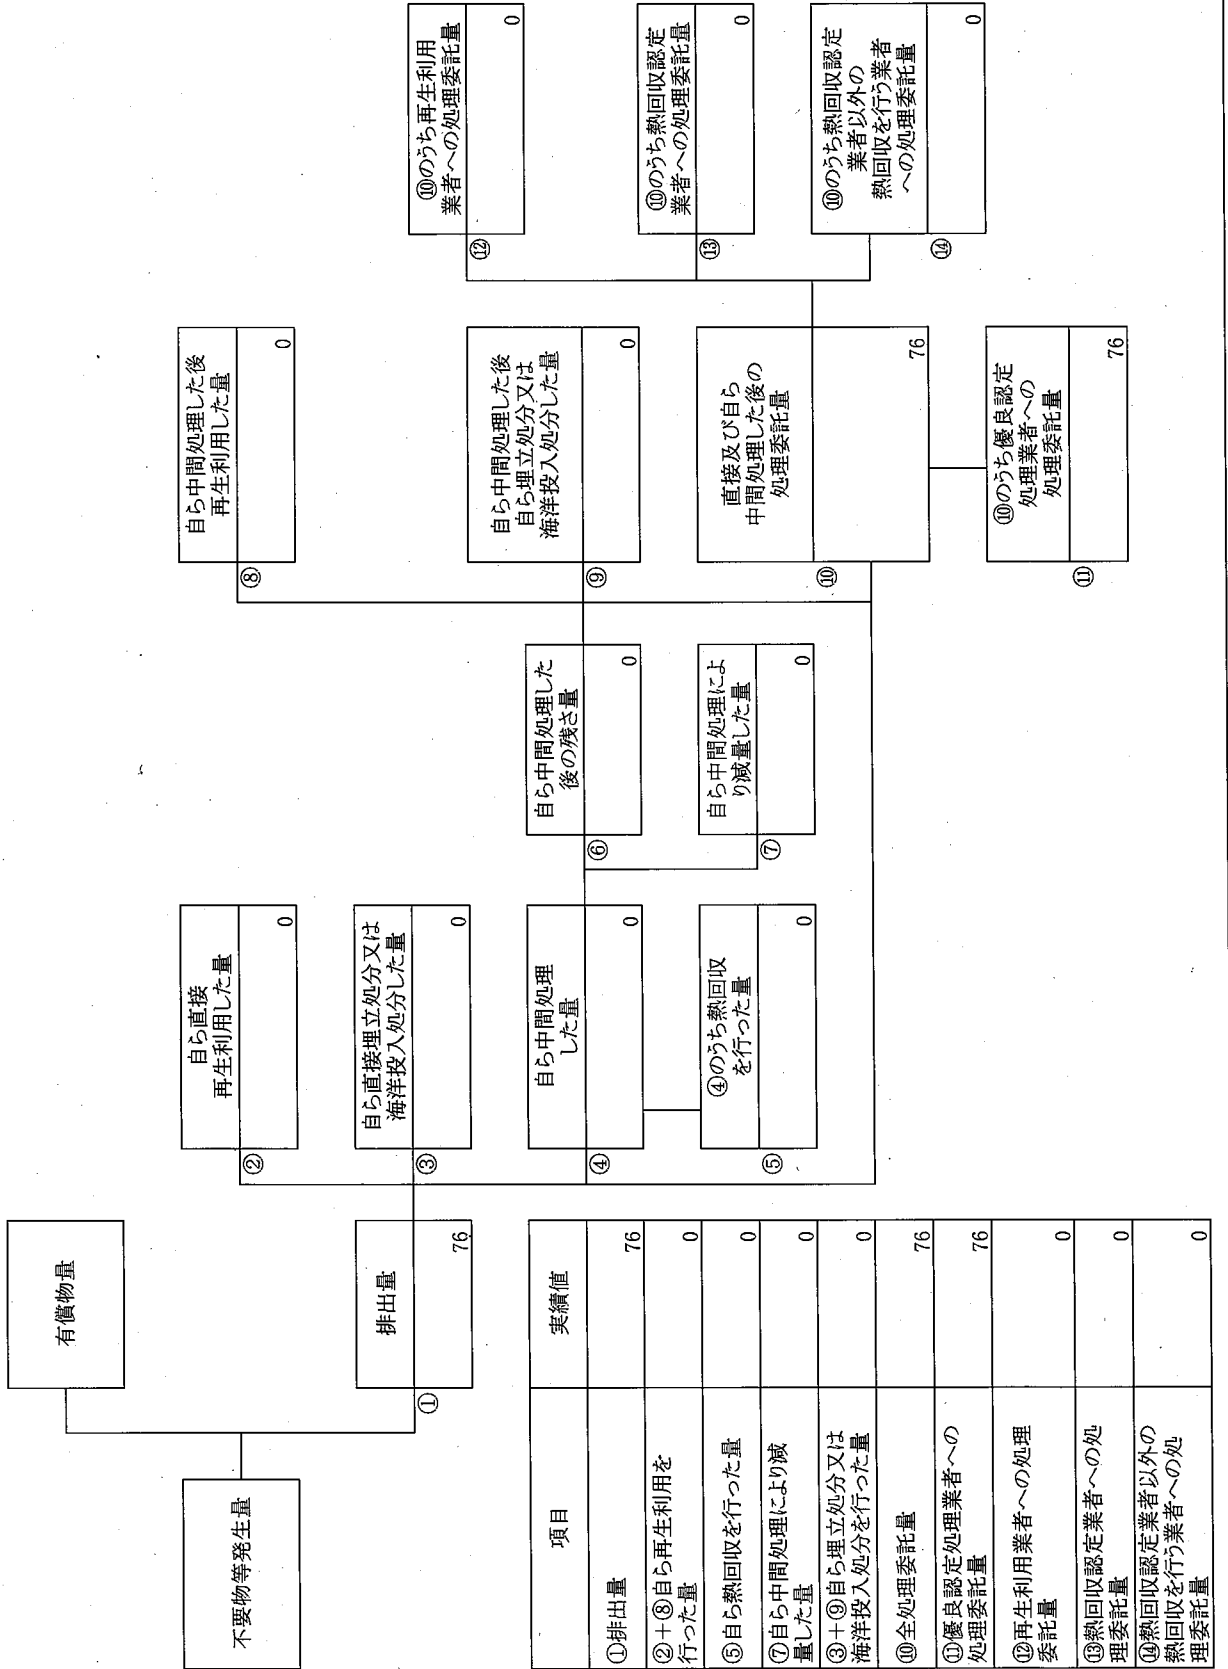 有償物量
不要物等発生量
排出量
①
76
自ら直接
再生利用した量
②
0
自ら直接埋立処分又は
海洋投入処分した量
③
0
自ら中間処理
した量
④
0
④のうち熱回収
を行った量
⑤
0
自ら中間処理した
後の残さ量
⑥
0
自ら中間処理によ
り減量した量
⑦
0
自ら中間処理した後
再生利用した量
⑧
0
自ら中間処理した後
自ら埋立処分又は
海洋投入処分した量
⑨
0
直接及び自ら
中間処理した後の
処理委託量
⑩
76
⑩のうち優良認定
処理業者への
処理委託量
⑪
76
⑩のうち再生利用
業者への処理委託量
⑫
0
⑩のうち熱回収認定
業者への処理委託量
⑬
0
⑩のうち熱回収認定
業者以外の
熱回収を行う業者
への処理委託量
⑭
0
項目 実績値
①排出量 76
②+⑧自ら再生利用を
行った量 0
⑤自ら熱回収を行った量 0
⑦自ら中間処理により減
量した量 0
③+⑨自ら埋立処分又は
海洋投入処分を行った量 0
⑩全処理委託量 76
⑪優良認定処理業者への
処理委託量 76
⑫再生利用業者への処理
委託量 0
⑬熱回収認定業者への処
理委託量 0
⑭熱回収認定業者以外の
熱回収を行う業者への処
理委託量 0